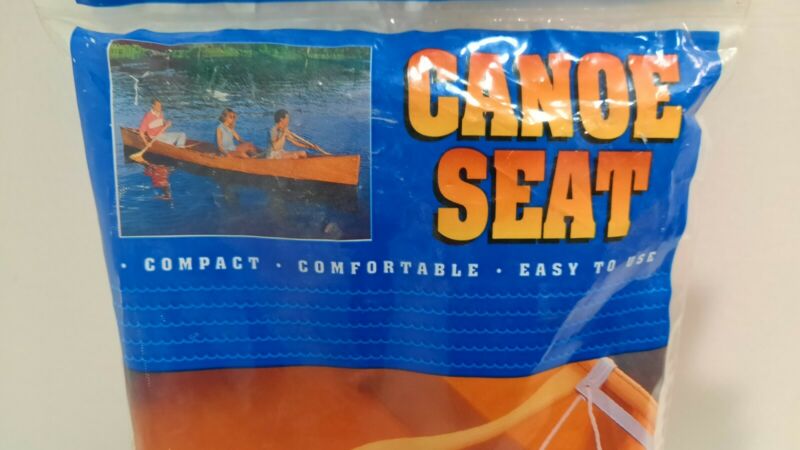 CANOE
SEAT
· COMPACT · COMFORTABLE · EASY TO USE